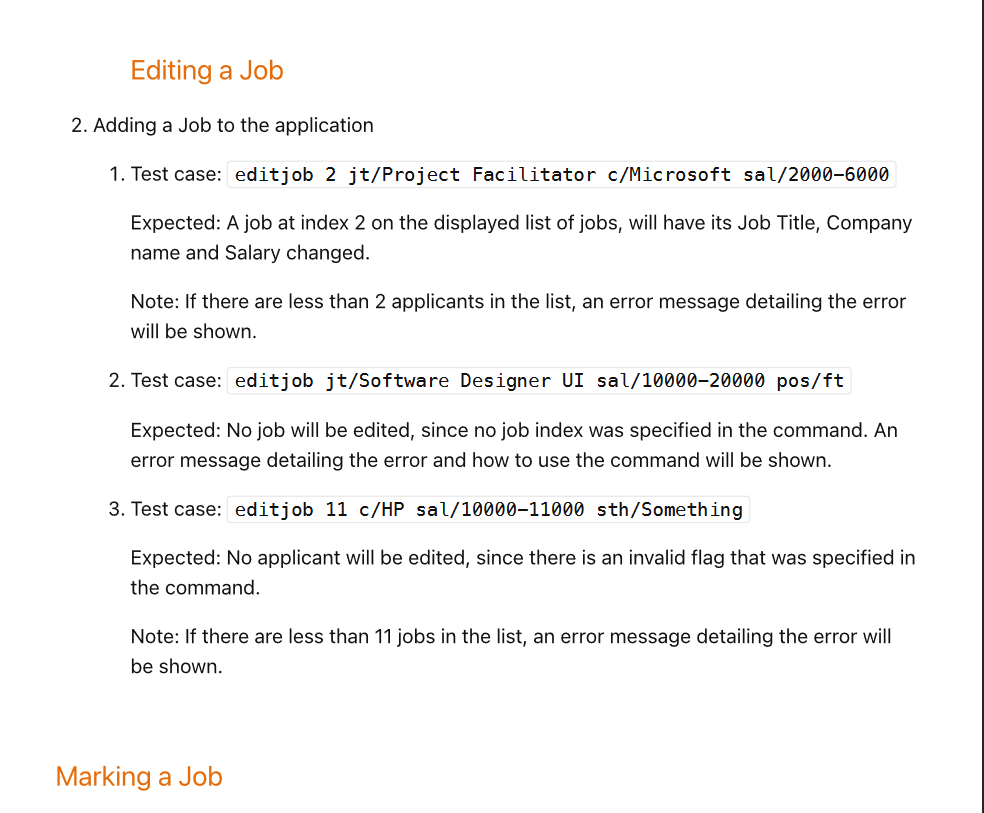 Editing a Job
2. Adding a Job to the application
1. Test case: editjob 2 jt/Project Facilitator c/Microsoft sal/2000-6000
Expected: A job at index 2 on the displayed list of jobs, will have its Job Title, Company
name and Salary changed.
Note: If there are less than 2 applicants in the list, an error message detailing the error
will be shown.
2. Test case: editjob jt/Software Designer UI sal/10000-20000 pos/ft
Expected: No job will be edited, since no job index was specified in the command. An
error message detailing the error and how to use the command will be shown.
3. Test case: editjob 11 c/HP sal/10000-11000 sth/Something
Expected: No applicant will be edited, since there is an invalid flag that was specified in
the command.
Note: If there are less than 11 jobs in the list, an error message detailing the error will
be shown.
Marking a Job